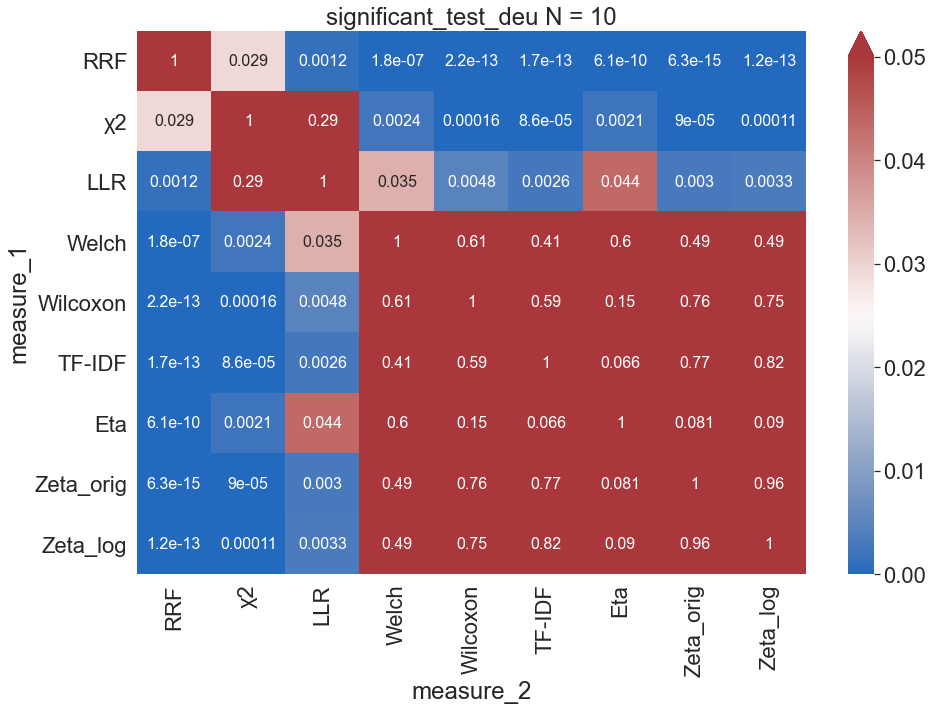 significant_test_deu N = 10
measure_1
RRF 1 0.029 0.0012 1.8e-07 2.2e-13 1.7e-13 6.1e-10 6.3e-15 1.2e-13
χ2 0.029 1 0.29 0.0024 0.00016 8.6e-05 0.0021 9e-05 0.00011
LLR 0.0012 0.29 1 0.035 0.0048 0.0026 0.044 0.003 0.0033
Welch 1.8e-07 0.0024 0.035 1 0.61 0.41 0.6 0.49 0.49
Wilcoxon 2.2e-13 0.00016 0.0048 0.61 1 0.59 0.15 0.76 0.75
TF-IDF 1.7e-13 8.6e-05 0.0026 0.41 0.59 1 0.066 0.77 0.82
Eta 6.1e-10 0.0021 0.044 0.6 0.15 0.066 1 0.081 0.09
Zeta_orig 6.3e-15 9e-05 0.003 0.49 0.76 0.77 0.081 1 0.96
Zeta_log 1.2e-13 0.00011 0.0033 0.49 0.75 0.82 0.09 0.96 1
RRF χ2 LLR Welch Wilcoxon TF-IDF Eta Zeta_orig Zeta_log
measure_2
0.05
0.04
0.03
0.02
0.01
0.00